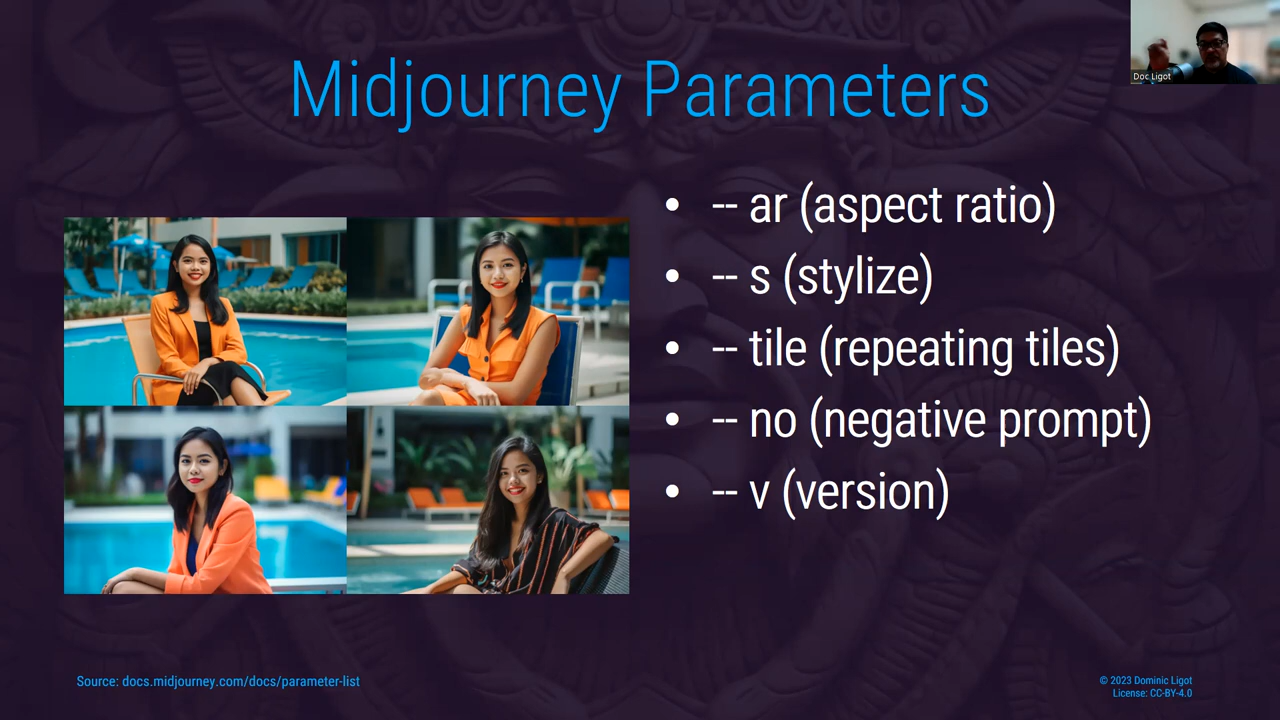 Midjourney Parameters
Doc Ligot
• -- ar (aspect ratio)
• -- s (stylize)
• -- tile (repeating tiles)
• -- no (negative prompt)
• -- v (version)
Source: docs.midjourney.com/docs/parameter-list
© 2023 Dominic Ligot
License: CC-BY-4.0